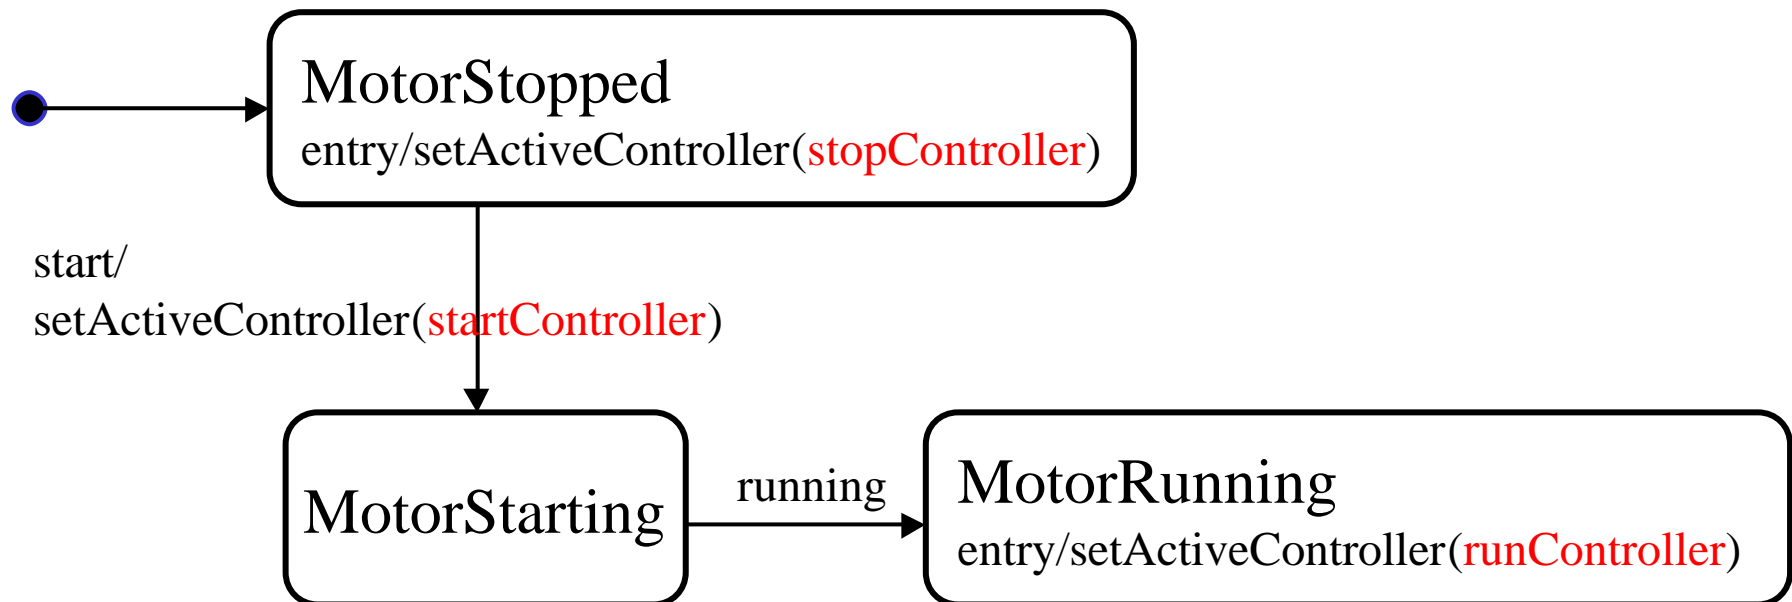 MotorStopped
entry/setActiveController(stopController)
start/
setActiveController(startController)
MotorStarting
running
MotorRunning
entry/setActiveController(runController)